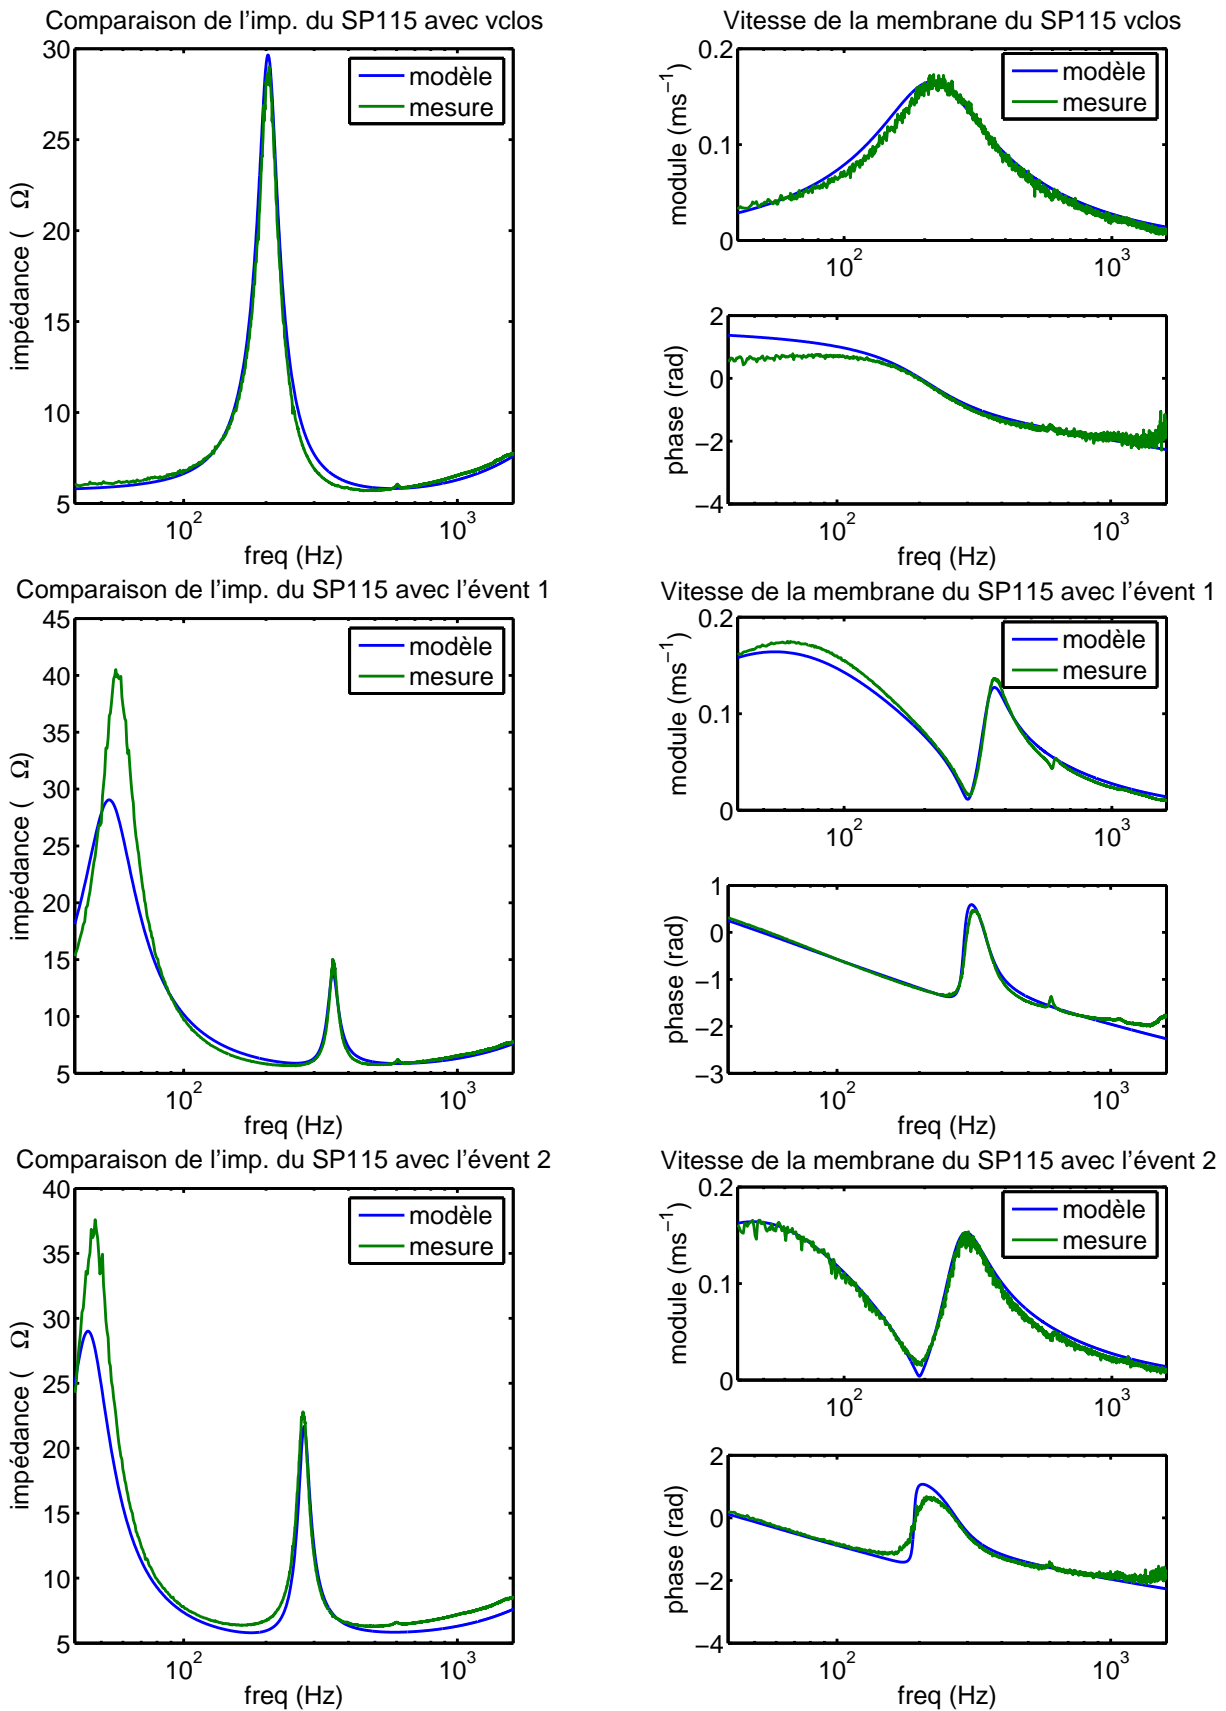 Comparaison de l'imp. du SP115 avec vclos
30
25
20
15
10
5
impédance ( Ω)
modèle
mesure
10^2
10^3
freq (Hz)
Vitesse de la membrane du SP115 vclos
0.2
0.1
0
module (ms^−1)
modèle
mesure
10^2
10^3
2
0
−2
−4
phase (rad)
10^2
10^3
freq (Hz)
Comparaison de l'imp. du SP115 avec l'évent 1
45
40
35
30
25
20
15
10
5
impédance ( Ω)
modèle
mesure
10^2
10^3
freq (Hz)
Vitesse de la membrane du SP115 avec l'évent 1
0.2
0.1
0
module (ms^−1)
modèle
mesure
10^2
10^3
1
0
−1
−2
−3
phase (rad)
10^2
10^3
freq (Hz)
Comparaison de l'imp. du SP115 avec l'évent 2
40
35
30
25
20
15
10
5
impédance ( Ω)
modèle
mesure
10^2
10^3
freq (Hz)
Vitesse de la membrane du SP115 avec l'évent 2
0.2
0.1
0
module (ms^−1)
modèle
mesure
10^2
10^3
2
0
−2
−4
phase (rad)
10^2
10^3
freq (Hz)